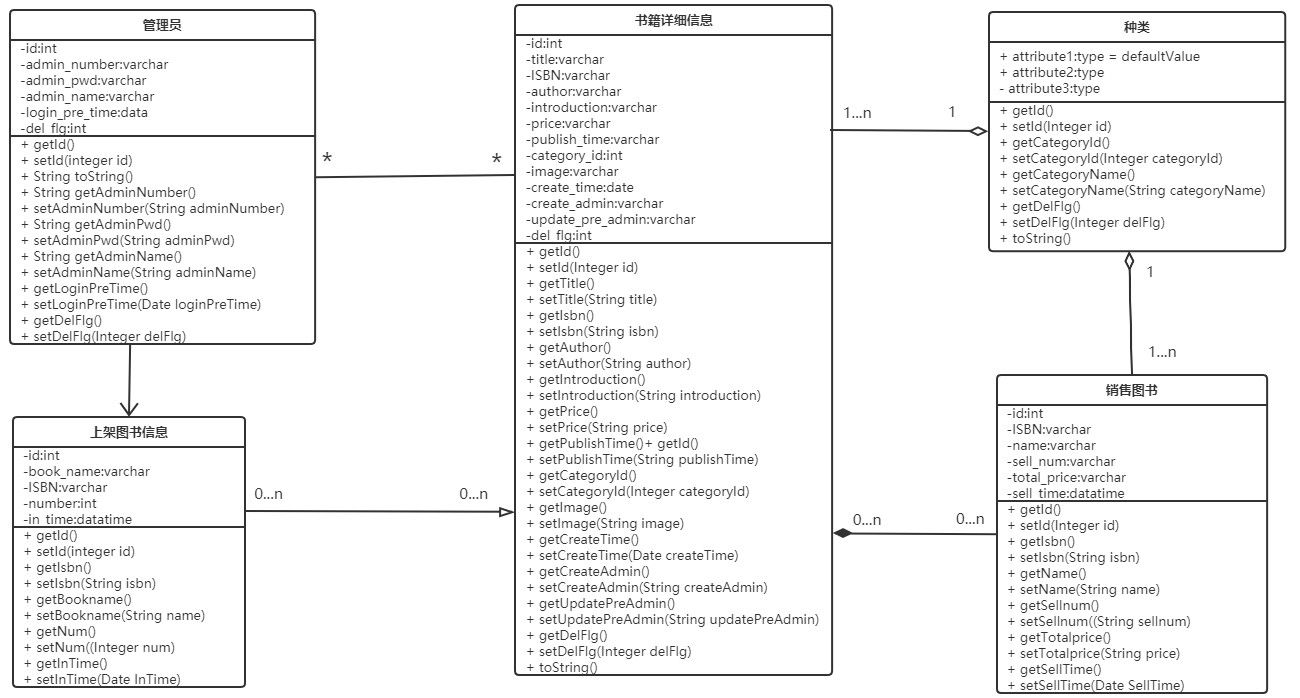 管理员
-id:int
-admin_number:varchar
-admin_pwd:varchar
-admin_name:varchar
-login_pre_time:data
-del_flg:int
+ getId()
+ setId(integer id)
+ String toString()
+ String getAdminNumber()
+ setAdminNumber(String adminNumber)
+ String getAdminPwd()
+ setAdminPwd(String adminPwd)
+ String getAdminName()
+ setAdminName(String adminName)
+ getLoginPreTime()
+ setLoginPreTime(Date loginPreTime)
+ getDelFlg()
+ setDelFlg(Integer delFlg)
*
*
书籍详细信息
-id:int
-title:varchar
-ISBN:varchar
-author:varchar
-introduction:varchar
-price:varchar
-publish_time:varchar
-category_id:int
-image:varchar
-create_time:date
-create_admin:varchar
-update_pre_admin:varchar
-del_flg:int
+ getId()
+ setId(Integer id)
+ getTitle()
+ setTitle(String title)
+ getIsbn()
+ setIsbn(String isbn)
+ getAuthor()
+ setAuthor(String author)
+ getIntroduction()
+ setIntroduction(String introduction)
+ getPrice()
+ setPrice(String price)
+ getPublishTime()+ getId()
+ setPublishTime(String publishTime)
+ getCategoryId()
+ setCategoryId(Integer categoryId)
+ getImage()
+ setImage(String image)
+ getCreateTime()
+ setCreateTime(Date createTime)
+ getCreateAdmin()
+ setCreateAdmin(String createAdmin)
+ getUpdatePreAdmin()
+ setUpdatePreAdmin(String updatePreAdmin)
+ getDelFlg()
+ setDelFlg(Integer delFlg)
+ toString()
1...n
1
种类
+ attribute1:type = defaultValue
+ attribute2:type
- attribute3:type
+ getId()
+ setId(Integer id)
+ getCategoryId()
+ setCategoryId(Integer categoryId)
+ getCategoryName()
+ setCategoryName(String categoryName)
+ getDelFlg()
+ setDelFlg(Integer delFlg)
+ toString()
1
1...n
上架图书信息
-id:int
-book_name:varchar
-ISBN:varchar
-number:int
-in_time:datatime
+ getId()
+ setId(integer id)
+ getIsbn()
+ setIsbn(String isbn)
+ getBookname()
+ setBookname(String name)
+ getNum()
+ setNum((Integer num)
+ getInTime()
+ setInTime(Date InTime)
0...n
0...n
0...n
0...n
销售图书
-id:int
-ISBN:varchar
-name:varchar
-sell_num:varchar
-total_price:varchar
-sell_time:datatime
+ getId()
+ setId(Integer id)
+ getIsbn()
+ setIsbn(String isbn)
+ getName()
+ setName(String name)
+ getSellnum()
+ setSellnum((String sellnum)
+ getTotalprice()
+ setTotalprice(String price)
+ getSellTime()
+ setSellTime(Date SellTime)